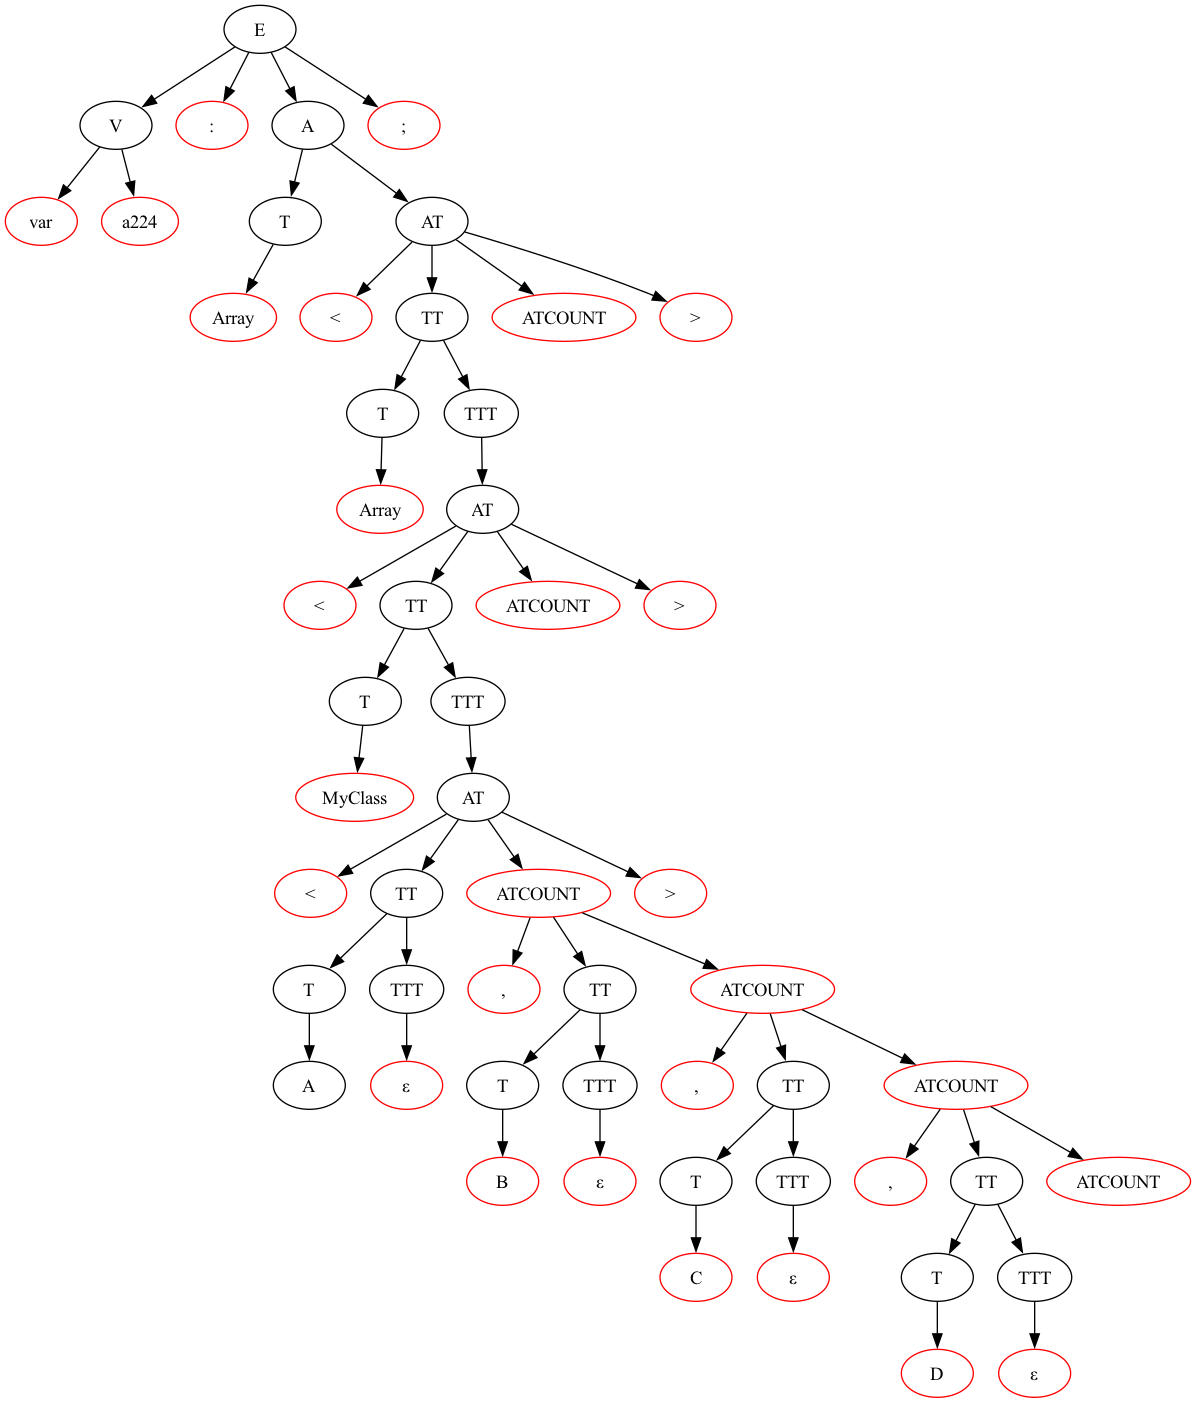 E
V : A ;
var a224 T AT
Array < TT ATCOUNT >
T TTT
Array AT
< TT ATCOUNT >
T TTT
MyClass AT
< TT ATCOUNT >
T TTT , TT ATCOUNT
A ε T TTT , TT ATCOUNT
B ε T TTT , TT ATCOUNT
C ε T TTT
D ε